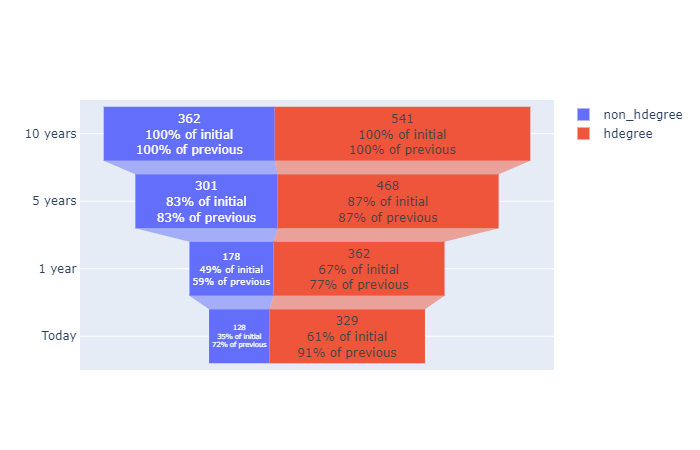 non_hdegree
hdegree
10 years
362
100% of initial
100% of previous
541
100% of initial
100% of previous
5 years
301
83% of initial
83% of previous
468
87% of initial
87% of previous
1 year
178
49% of initial
59% of previous
362
67% of initial
77% of previous
Today
128
35% of initial
72% of previous
329
61% of initial
91% of previous